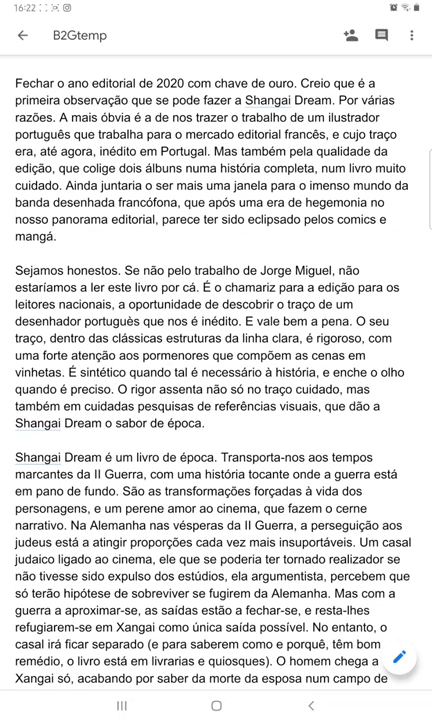 16:22
B2Gtemp
Fechar o ano editorial de 2020 com chave de ouro. Creio que é a
primeira observação que se pode fazer a Shangai Dream. Por várias
razões. A mais óbvia é a de nos trazer o trabalho de um ilustrador
português que trabalha para o mercado editorial francês, e cujo traço
era, até agora, inédito em Portugal. Mas também pela qualidade da
edição, que colige dois álbuns numa história completa, num livro muito
cuidado. Ainda juntaria o ser mais uma janela para o imenso mundo da
banda desenhada francófona, que após uma era de hegemonia no
nosso panorama editorial, parece ter sido eclipsado pelos comics e
mangá.
Sejamos honestos. Se não pelo trabalho de Jorge Miguel, não
estaríamos a ler este livro por cá. É o chamariz para a edição para os
leitores nacionais, a oportunidade de descobrir o traço de um
desenhador português que nos é inédito. E vale bem a pena. O seu
traço, dentro das clássicas estruturas da linha clara, é rigoroso, com
uma forte atenção aos pormenores que compõem as cenas em
vinhetas. É sintético quando tal é necessário à história, e enche o olho
quando é preciso. O rigor assenta não só no traço cuidado, mas
também em cuidadas pesquisas de referências visuais, que dão a
Shangai Dream o sabor de época.
Shangai Dream é um livro de época. Transporta-nos aos tempos
marcantes da II Guerra, com uma história tocante onde a guerra está
em pano de fundo. São as transformações forçadas à vida dos
personagens, e um perene amor ao cinema, que fazem o cerne
narrativo. Na Alemanha nas vésperas da II Guerra, a perseguição aos
judeus está a atingir proporções cada vez mais insuportáveis. Um casal
judaico ligado ao cinema, ele que se poderia ter tornado realizador se
não tivesse sido expulso dos estúdios, ela argumentista, percebem que
só terão hipótese de sobreviver se fugirem da Alemanha. Mas com a
guerra a aproximar-se, as saídas estão a fechar-se, e resta-lhes
refugiarem-se em Xangai como única saída possível. No entanto, o
casal irá ficar separado (e para saberem como e porquê, têm bom
remédio, o livro está em livrarias e quiosques). O homem chega a
Xangai só, acabando por saber da morte da esposa num campo de